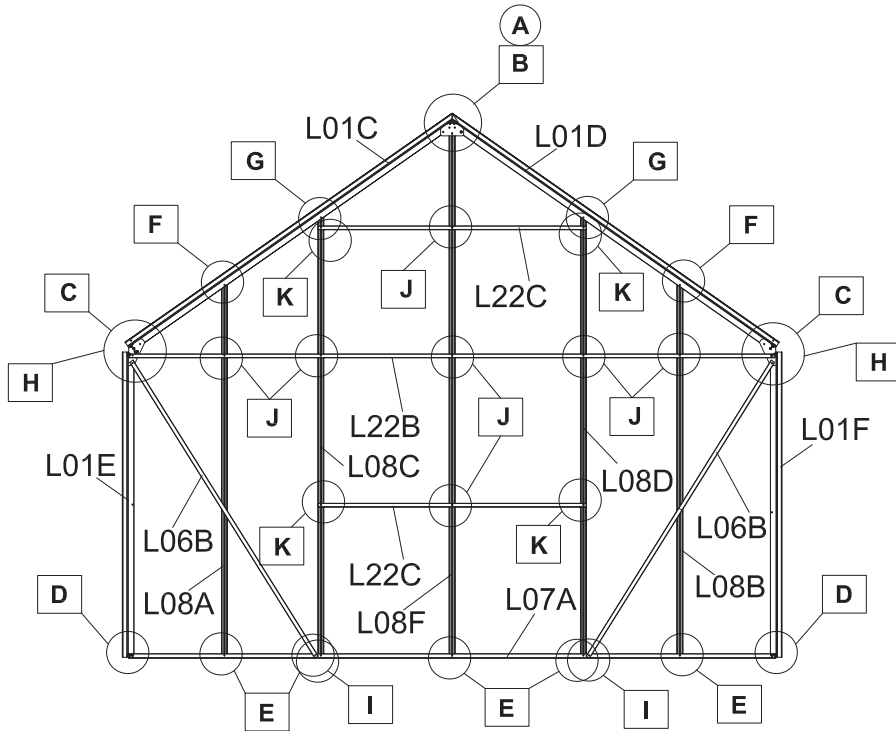 A
B
L01C
L01D
G
G
F
F
K
J
L22C
K
C
C
H
H
J
L22B
J
J
L01E
L08C
L08D
L01F
L06B
K
K
L06B
L22C
D
L08A
L08F
L07A
L08B
D
E
I
E
I
E